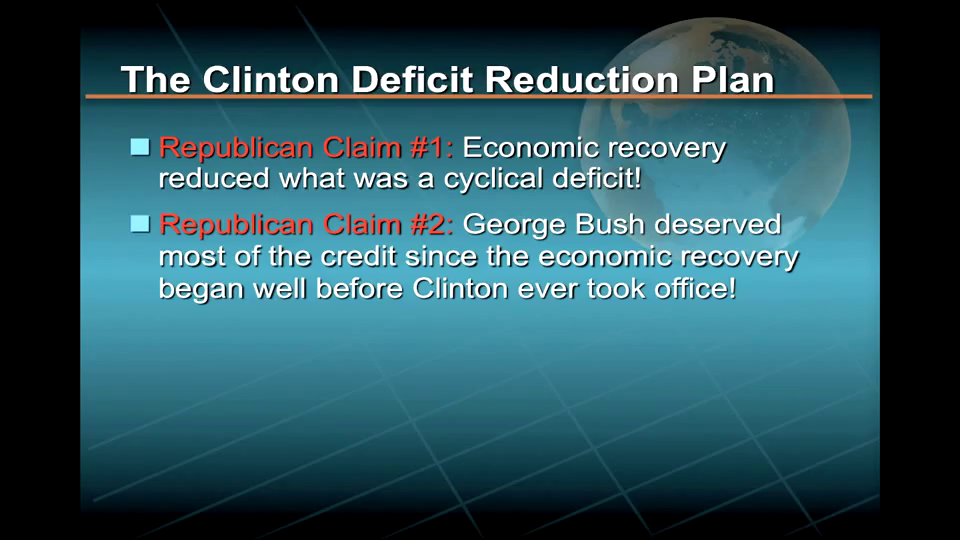 The Clinton Deficit Reduction Plan
Republican Claim #1: Economic recovery
reduced what was a cyclical deficit!
Republican Claim #2: George Bush deserved
most of the credit since the economic recovery
began well before Clinton ever took office!